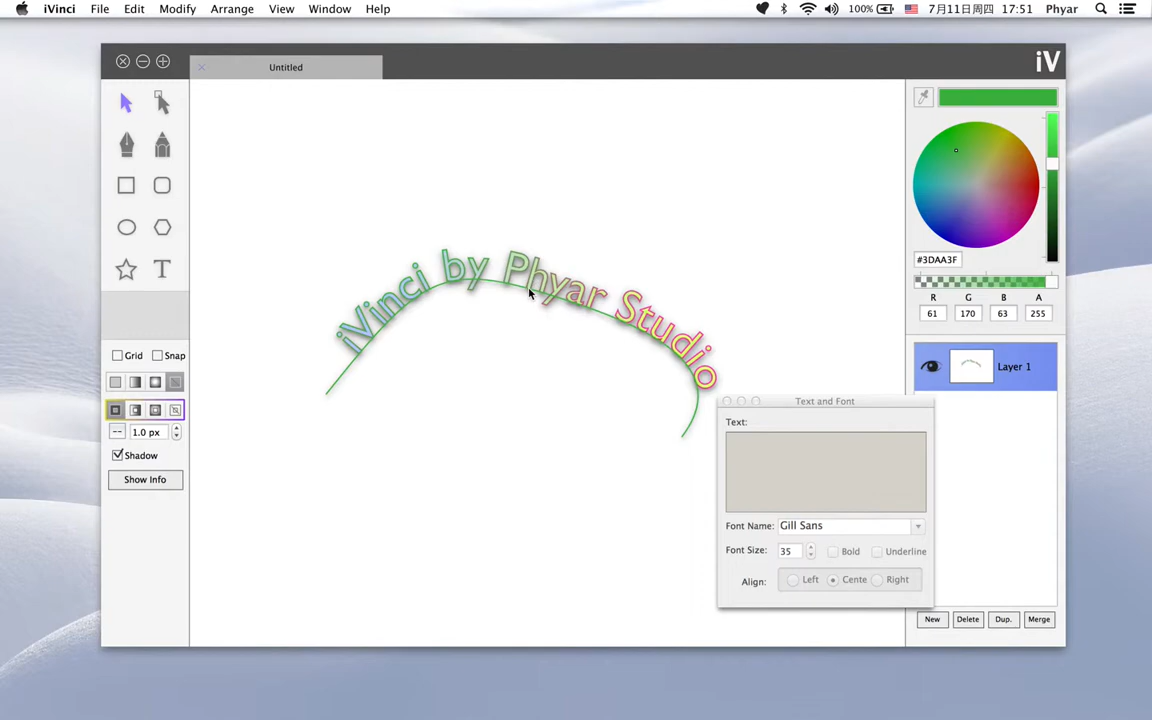 iVinci File Edit Modify Arrange View Window Help 100% 7月11日周四 17:51 Phyar
Untitled
iV
T
iVinci by Phyar Studio
#3DAA3F
R G B A
61 170 63 255
Grid Snap
1.0 px
Shadow
Show Info
Layer 1
Text and Font
Text:
Font Name: Gill Sans
Font Size: 35 Bold Underline
Align: Left Cente Right
New Delete Dup. Merge